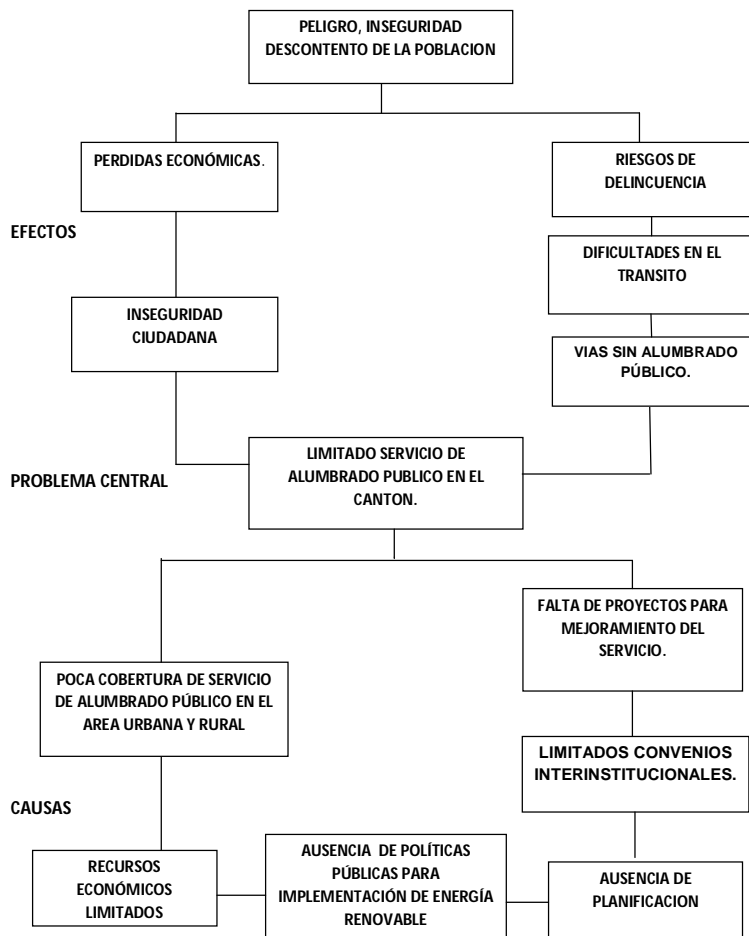 PELIGRO, INSEGURIDAD
DESCONTENTO DE LA POBLACION
PERDIDAS ECONÓMICAS.
RIESGOS DE
DELINCUENCIA
EFECTOS
DIFICULTADES EN EL
TRANSITO
INSEGURIDAD
CIUDADANA
VIAS SIN ALUMBRADO
PÚBLICO.
LIMITADO SERVICIO DE
ALUMBRADO PUBLICO EN EL
CANTON.
PROBLEMA CENTRAL
FALTA DE PROYECTOS PARA
MEJORAMIENTO DEL
SERVICIO.
POCA COBERTURA DE SERVICIO
DE ALUMBRADO PÚBLICO EN EL
AREA URBANA Y RURAL
LIMITADOS CONVENIOS
INTERINSTITUCIONALES.
CAUSAS
RECURSOS
ECONÓMICOS
LIMITADOS
AUSENCIA DE POLÍTICAS
PÚBLICAS PARA
IMPLEMENTACIÓN DE ENERGÍA
RENOVABLE
AUSENCIA DE
PLANIFICACION